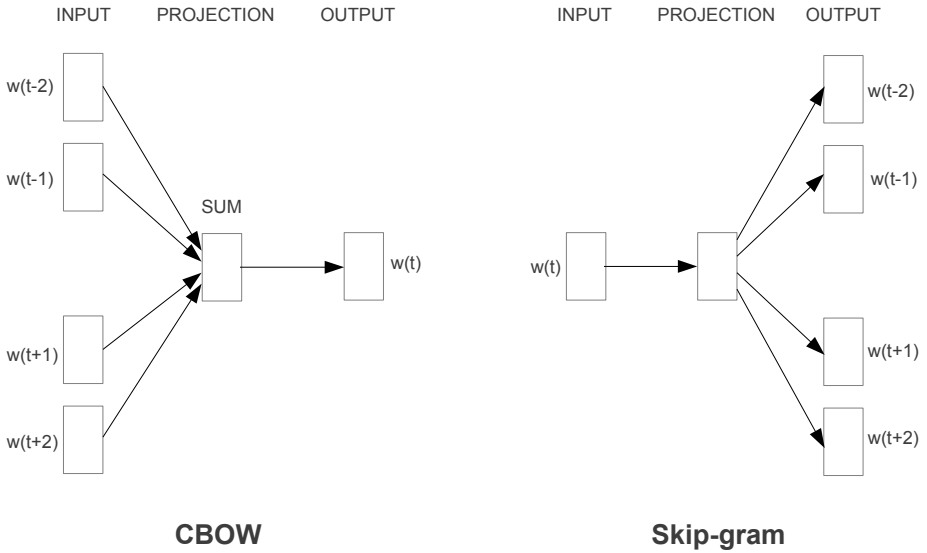 INPUT PROJECTION OUTPUT
w(t-2)
w(t-1)
SUM
w(t)
w(t+1)
w(t+2)
CBOW
INPUT PROJECTION OUTPUT
w(t-2)
w(t-1)
w(t)
w(t+1)
w(t+2)
Skip-gram